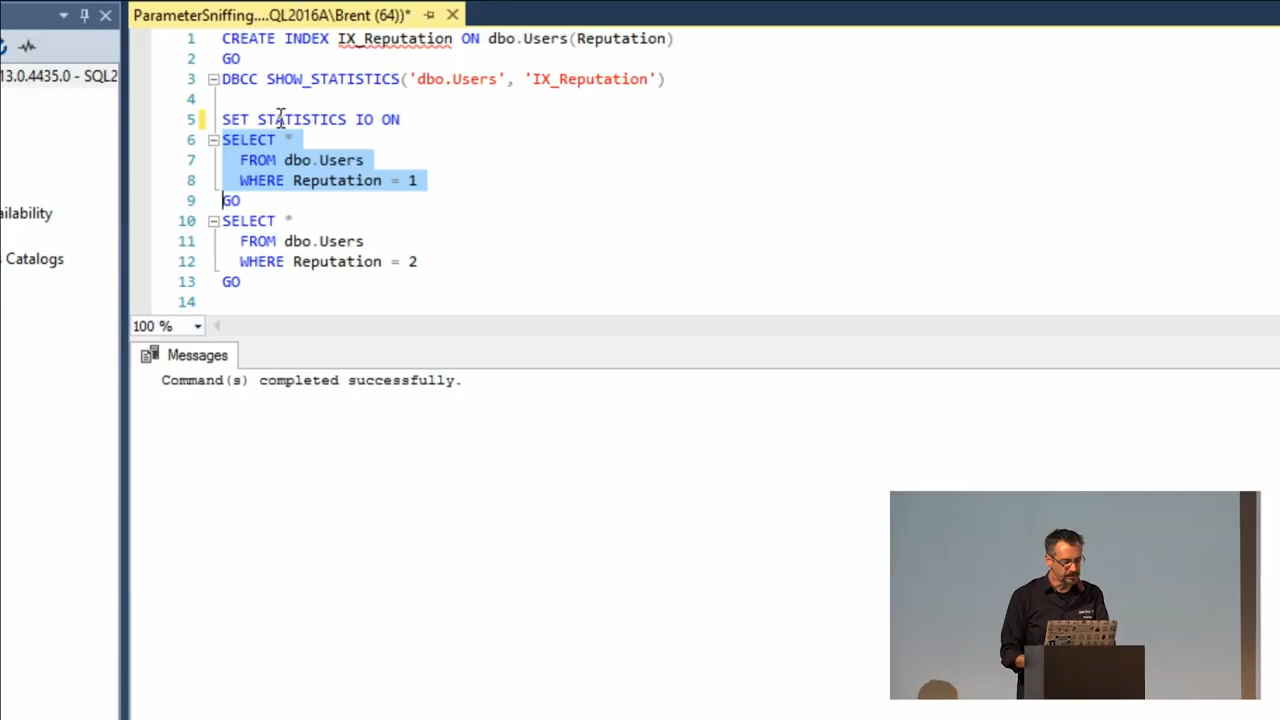 ParameterSniffing....QL2016A\Brent (64))*
13.0.4435.0 - SQL2
ailability
Catalogs
1 CREATE INDEX IX_Reputation ON dbo.Users(Reputation)
2 GO
3 DBCC SHOW_STATISTICS('dbo.Users', 'IX_Reputation')
4
5 SET STATISTICS IO ON
6 SELECT *
7 FROM dbo.Users
8 WHERE Reputation = 1
9 GO
10 SELECT *
11 FROM dbo.Users
12 WHERE Reputation = 2
13 GO
14
100 %
Messages
Command(s) completed successfully.